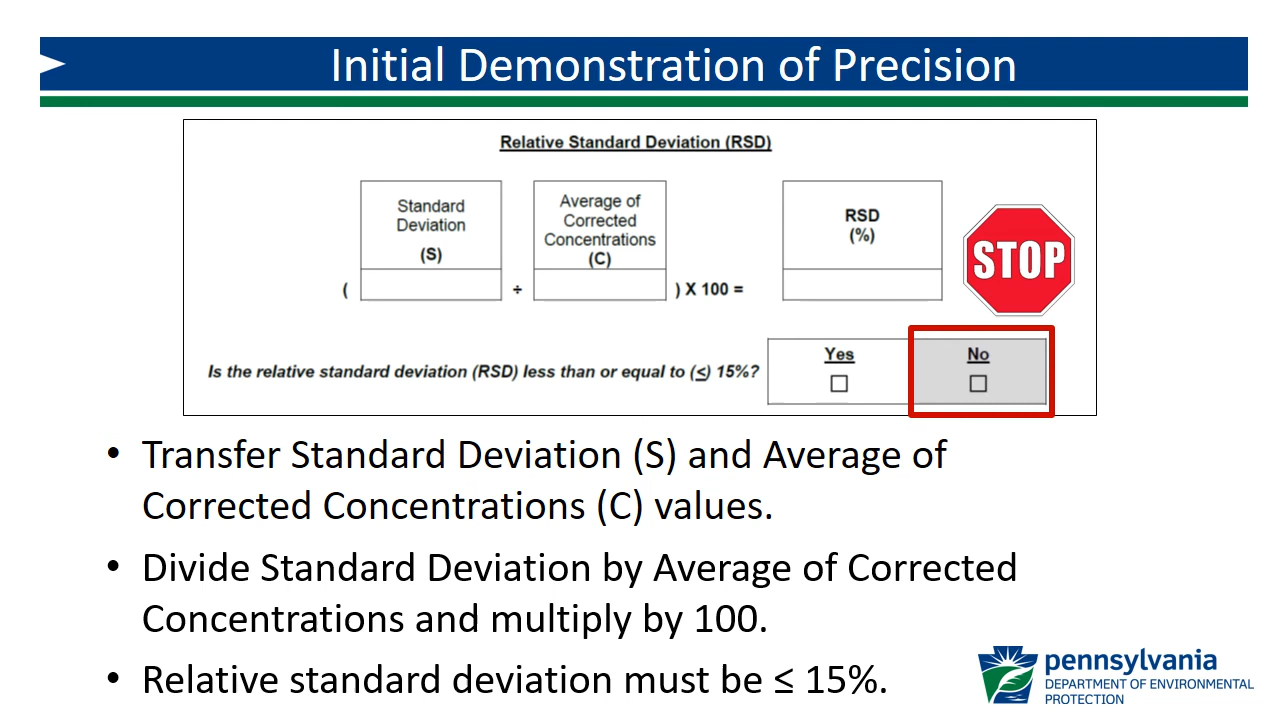 Initial Demonstration of Precision
Relative Standard Deviation (RSD)
Standard
Deviation
(S)
Average of
Corrected
Concentrations
(C)
RSD
(%)
STOP
( ÷ ) X 100 =
Is the relative standard deviation (RSD) less than or equal to (≤) 15%?
Yes
☐
No
☐
• Transfer Standard Deviation (S) and Average of
Corrected Concentrations (C) values.
• Divide Standard Deviation by Average of Corrected
Concentrations and multiply by 100.
• Relative standard deviation must be ≤ 15%.
pennsylvania
DEPARTMENT OF ENVIRONMENTAL
PROTECTION